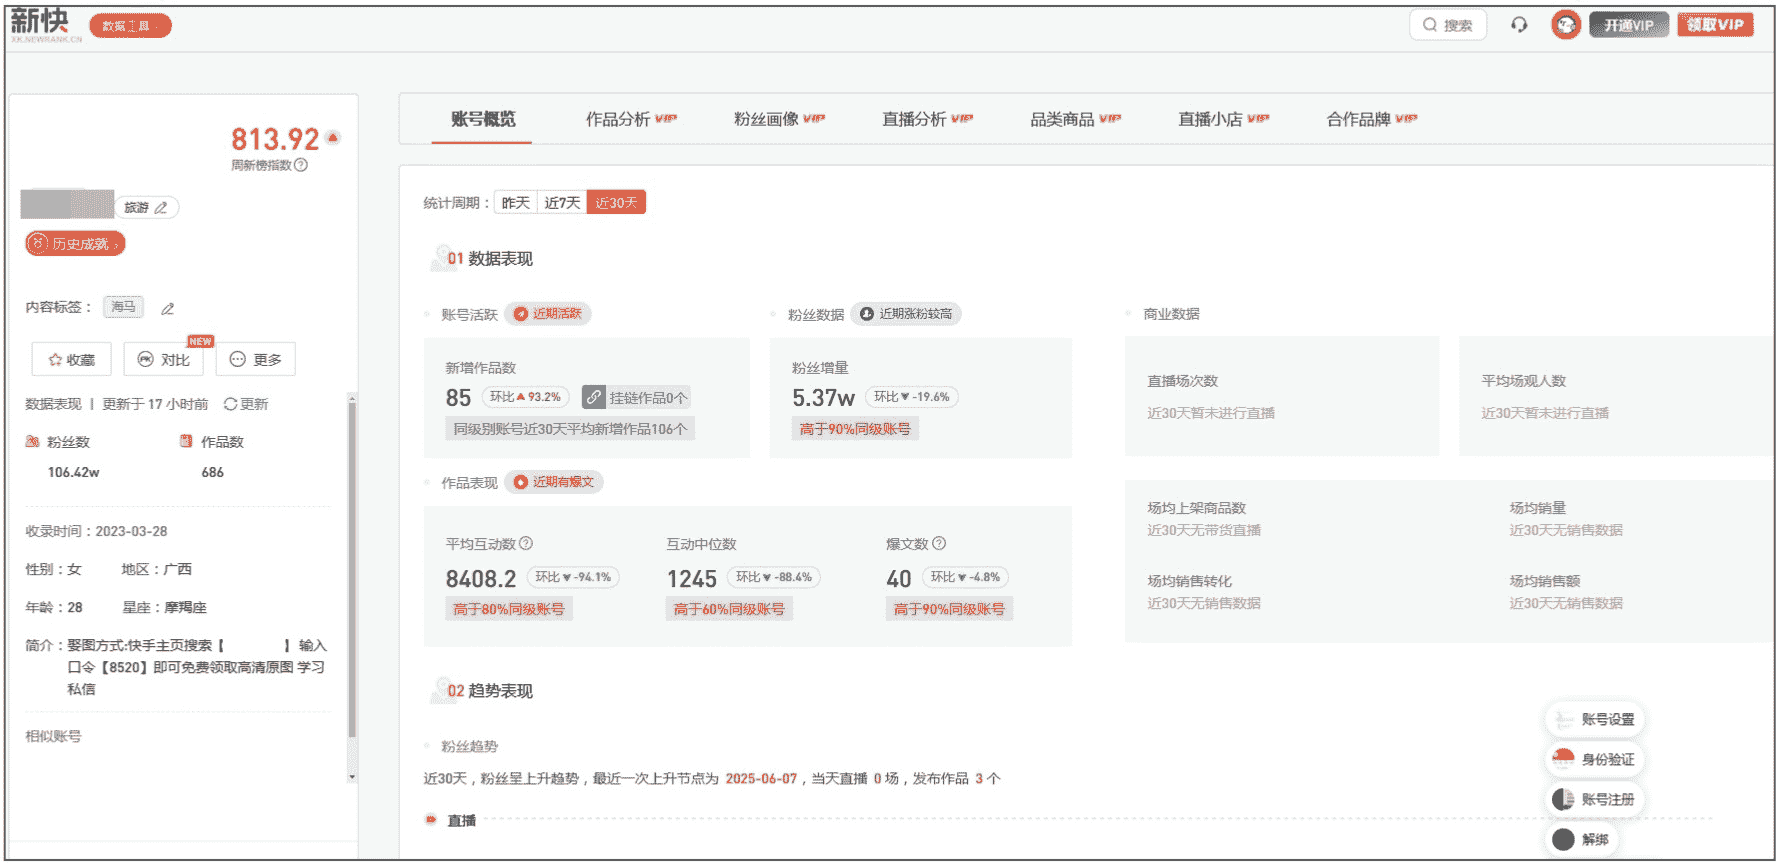 新快
XK.NEWRANK.CN
数据工具
搜索
开通VIP
领取VIP
813.92
周新榜指数
旅游
历史成就
内容标签： 海马
收藏
对比
NEW
更多
数据表现 | 更新于 17 小时前 更新
粉丝数 作品数
106.42w 686
收录时间：2023-03-28
性别：女 地区：广西
年龄：28 星座：摩羯座
简介：娶图方式:快手主页搜索【 】输入
口令【8520】即可免费领取高清原图 学习
私信
相似账号
账号概览 作品分析 VIP 粉丝画像 VIP 直播分析 VIP 品类商品 VIP 直播小店 VIP 合作品牌 VIP
统计周期： 昨天 近7天 近30天
01 数据表现
账号活跃 近期活跃
新增作品数
85 环比▲93.2% 挂链作品0个
同级别账号近30天平均新增作品106个
粉丝数据 近期涨粉较高
粉丝增量
5.37w 环比▼-19.6%
高于90%同级账号
商业数据
直播场次数
近30天暂未进行直播
平均场观人数
近30天暂未进行直播
作品表现 近期有爆文
平均互动数 互动中位数 爆文数
8408.2 环比▼-94.1% 1245 环比▼-88.4% 40 环比▼-4.8%
高于80%同级账号 高于60%同级账号 高于90%同级账号
场均上架商品数 场均销量
近30天无带货直播 近30天无销售数据
场均销售转化 场均销售额
近30天无销售数据 近30天无销售数据
02 趋势表现
粉丝趋势
近30天，粉丝呈上升趋势，最近一次上升节点为 2025-06-07，当天直播 0 场，发布作品 3 个
直播
账号设置
身份验证
账号注册
解绑